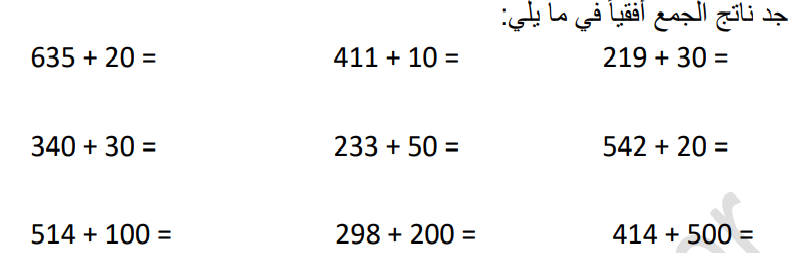 جد ناتج الجمع أفقياً في ما يلي:
635 + 20 = 411 + 10 = 219 + 30 =
340 + 30 = 233 + 50 = 542 + 20 =
514 + 100 = 298 + 200 = 414 + 500 =